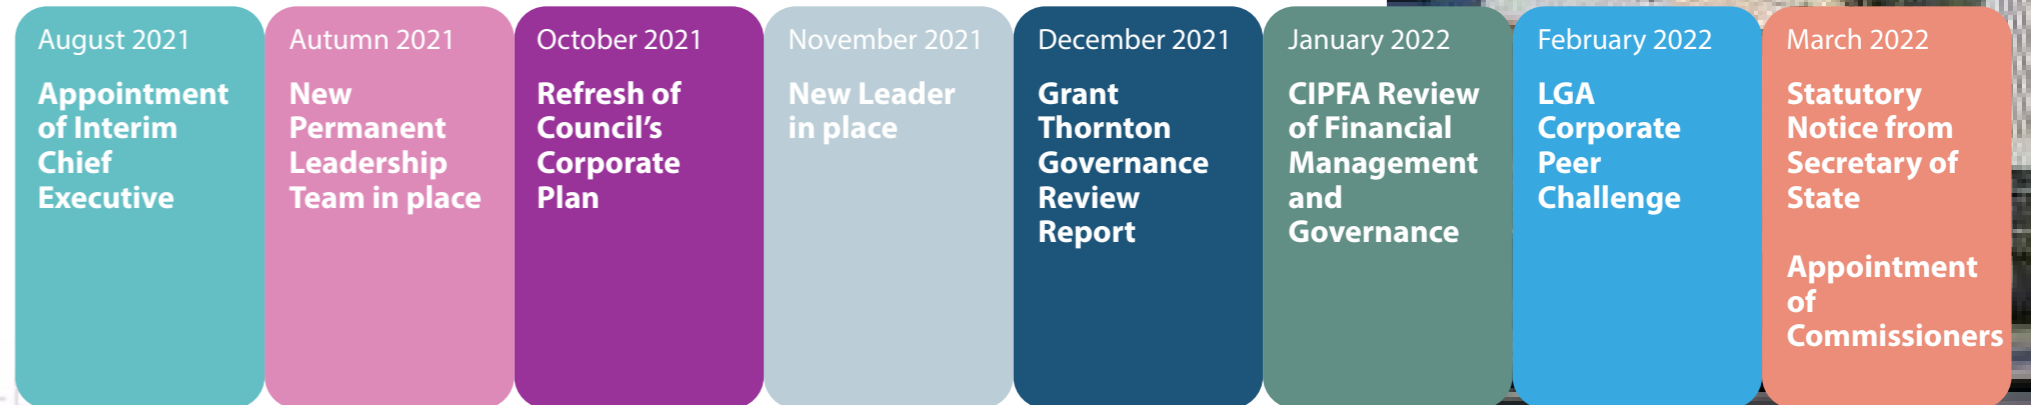 August 2021
Appointment
of Interim
Chief
Executive
Autumn 2021
New
Permanent
Leadership
Team in place
October 2021
Refresh of
Council’s
Corporate
Plan
November 2021
New Leader
in place
December 2021
Grant
Thornton
Governance
Review
Report
January 2022
CIPFA Review
of Financial
Management
and
Governance
February 2022
LGA
Corporate
Peer
Challenge
March 2022
Statutory
Notice from
Secretary of
State
Appointment
of
Commissioners